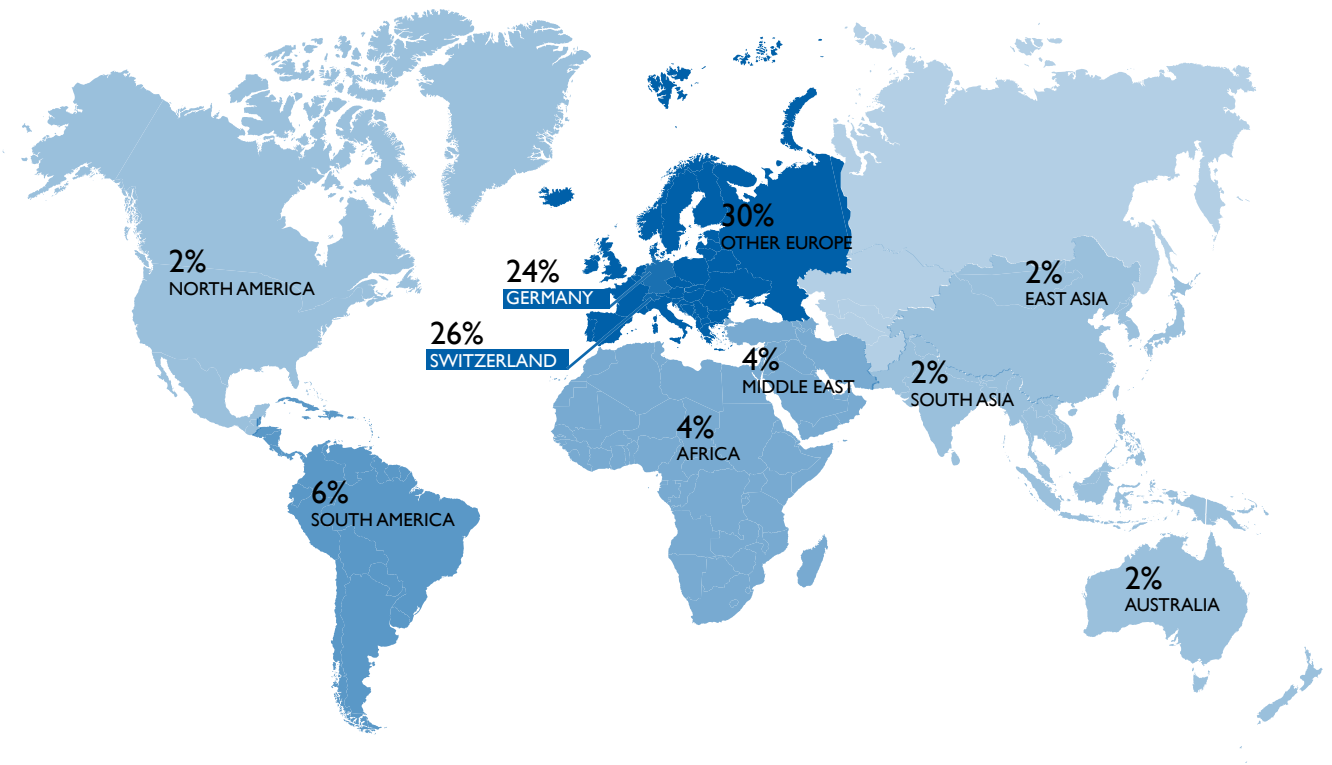 30%
OTHER EUROPE
24%
GERMANY
26%
SWITZERLAND
2%
NORTH AMERICA
2%
EAST ASIA
4%
MIDDLE EAST
2%
SOUTH ASIA
4%
AFRICA
6%
SOUTH AMERICA
2%
AUSTRALIA